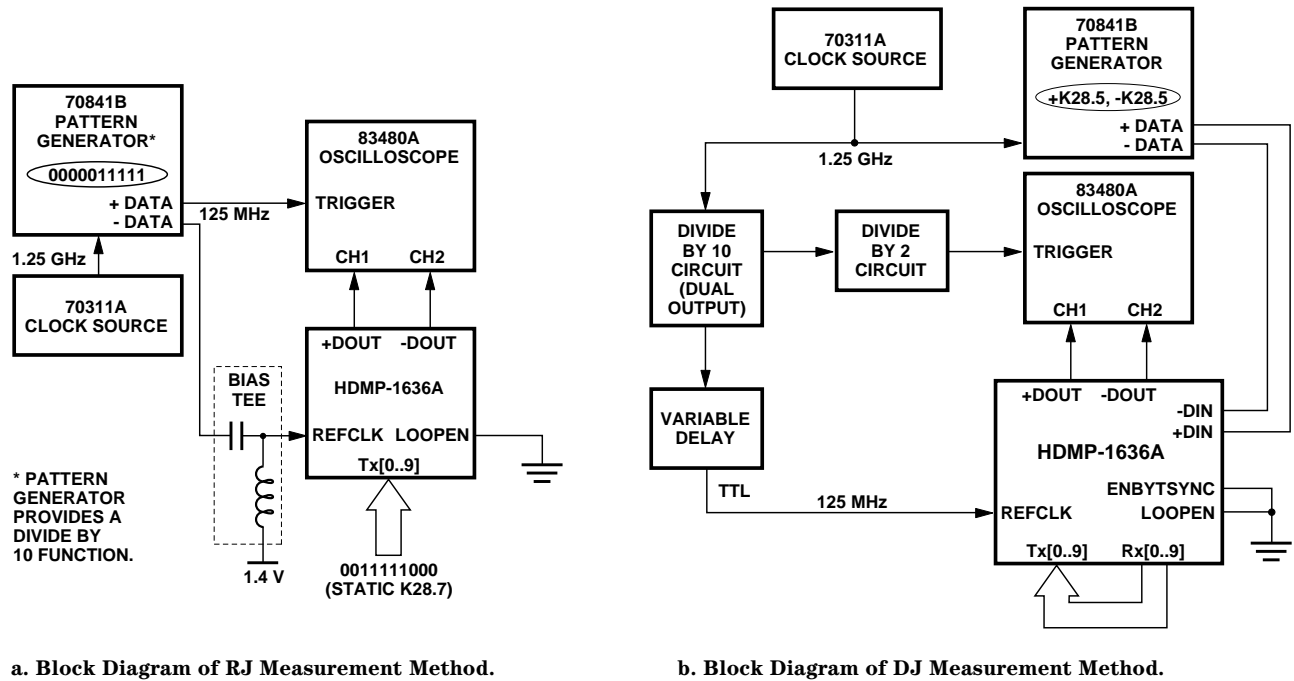 70841B
PATTERN
GENERATOR*
0000011111
+ DATA
- DATA
125 MHz
1.25 GHz
70311A
CLOCK SOURCE
83480A
OSCILLOSCOPE
TRIGGER
CH1 CH2
+DOUT -DOUT
HDMP-1636A
REFCLK LOOPEN
Tx[0..9]
BIAS
TEE
1.4 V
0011111000
(STATIC K28.7)
* PATTERN
GENERATOR
PROVIDES A
DIVIDE BY
10 FUNCTION.
a. Block Diagram of RJ Measurement Method.
70311A
CLOCK SOURCE
70841B
PATTERN
GENERATOR
+K28.5, -K28.5
+ DATA
- DATA
1.25 GHz
DIVIDE
BY 10
CIRCUIT
(DUAL
OUTPUT)
DIVIDE
BY 2
CIRCUIT
83480A
OSCILLOSCOPE
TRIGGER
CH1 CH2
VARIABLE
DELAY
TTL
125 MHz
+DOUT -DOUT
-DIN
+DIN
HDMP-1636A
ENBYTSYNC
REFCLK LOOPEN
Tx[0..9] Rx[0..9]
b. Block Diagram of DJ Measurement Method.